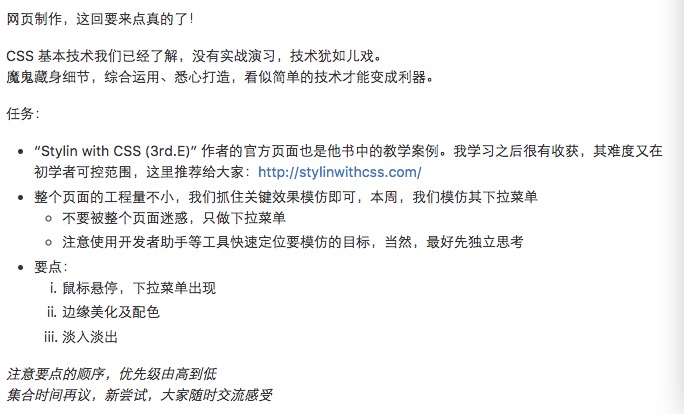 网页制作，这回要来点真的了！
CSS 基本技术我们已经了解，没有实战演习，技术犹如儿戏。
魔鬼藏身细节，综合运用、悉心打造，看似简单的技术才能变成利器。
任务：
• “Stylin with CSS (3rd.E)” 作者的官方页面也是他书中的教学案例。我学习之后很有收获，其难度又在
初学者可控范围，这里推荐给大家：http://stylinwithcss.com/
• 整个页面的工程量不小，我们抓住关键效果模仿即可，本周，我们模仿其下拉菜单
◦ 不要被整个页面迷惑，只做下拉菜单
◦ 注意使用开发者助手等工具快速定位要模仿的目标，当然，最好先独立思考
• 要点：
i. 鼠标悬停，下拉菜单出现
ii. 边缘美化及配色
iii. 淡入淡出
注意要点的顺序，优先级由高到低
集合时间再议，新尝试，大家随时交流感受